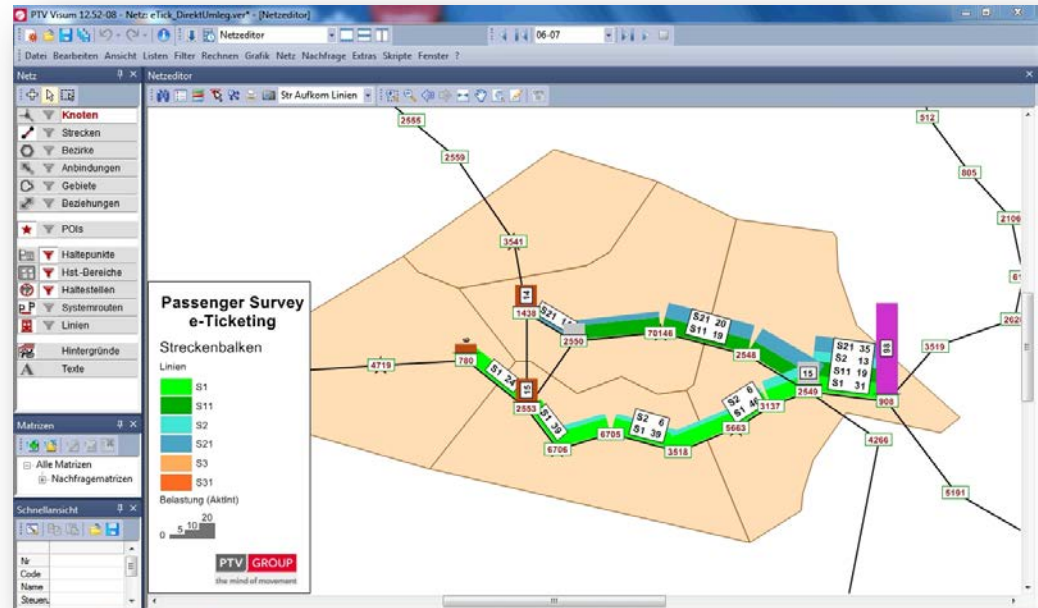 PTV Visum 12.52-08 - Netz: eTick_DirektUmleg.ver* - [Netzeditor]
Netzeditor
06-07
Datei Bearbeiten Ansicht Listen Filter Rechnen Grafik Netz Nachfrage Extras Skripte Fenster ?
Netz
Netzeditor
Str Aufkom Linien
Knoten
Strecken
Bezirke
Anbindungen
Gebiete
Beziehungen
POIs
Haltepunkte
Hst.-Bereiche
Haltestellen
Systemrouten
Linien
Hintergründe
Texte
Matrizen
Alle Matrizen
Nachfragematrizen
Schnellansicht
Nr
Code
Name
Passenger Survey
e-Ticketing
Streckenbalken
Linien
S1
S11
S2
S21
S3
S31
Belastung (AktInt)
0 5 10 20
PTV GROUP
the mind of movement
2555
2559
3541
14
1438
S21
2550
70146
S21 20
S11 19
2548
15
2549
S21 35
S2 13
S11 19
S1 31
98
908
512
805
2106
3519
4719
780
S1 24
15
2553
S1 39
6706
6705
S2 6
S1 39
3518
5663
S2 6
3137
4266
5191